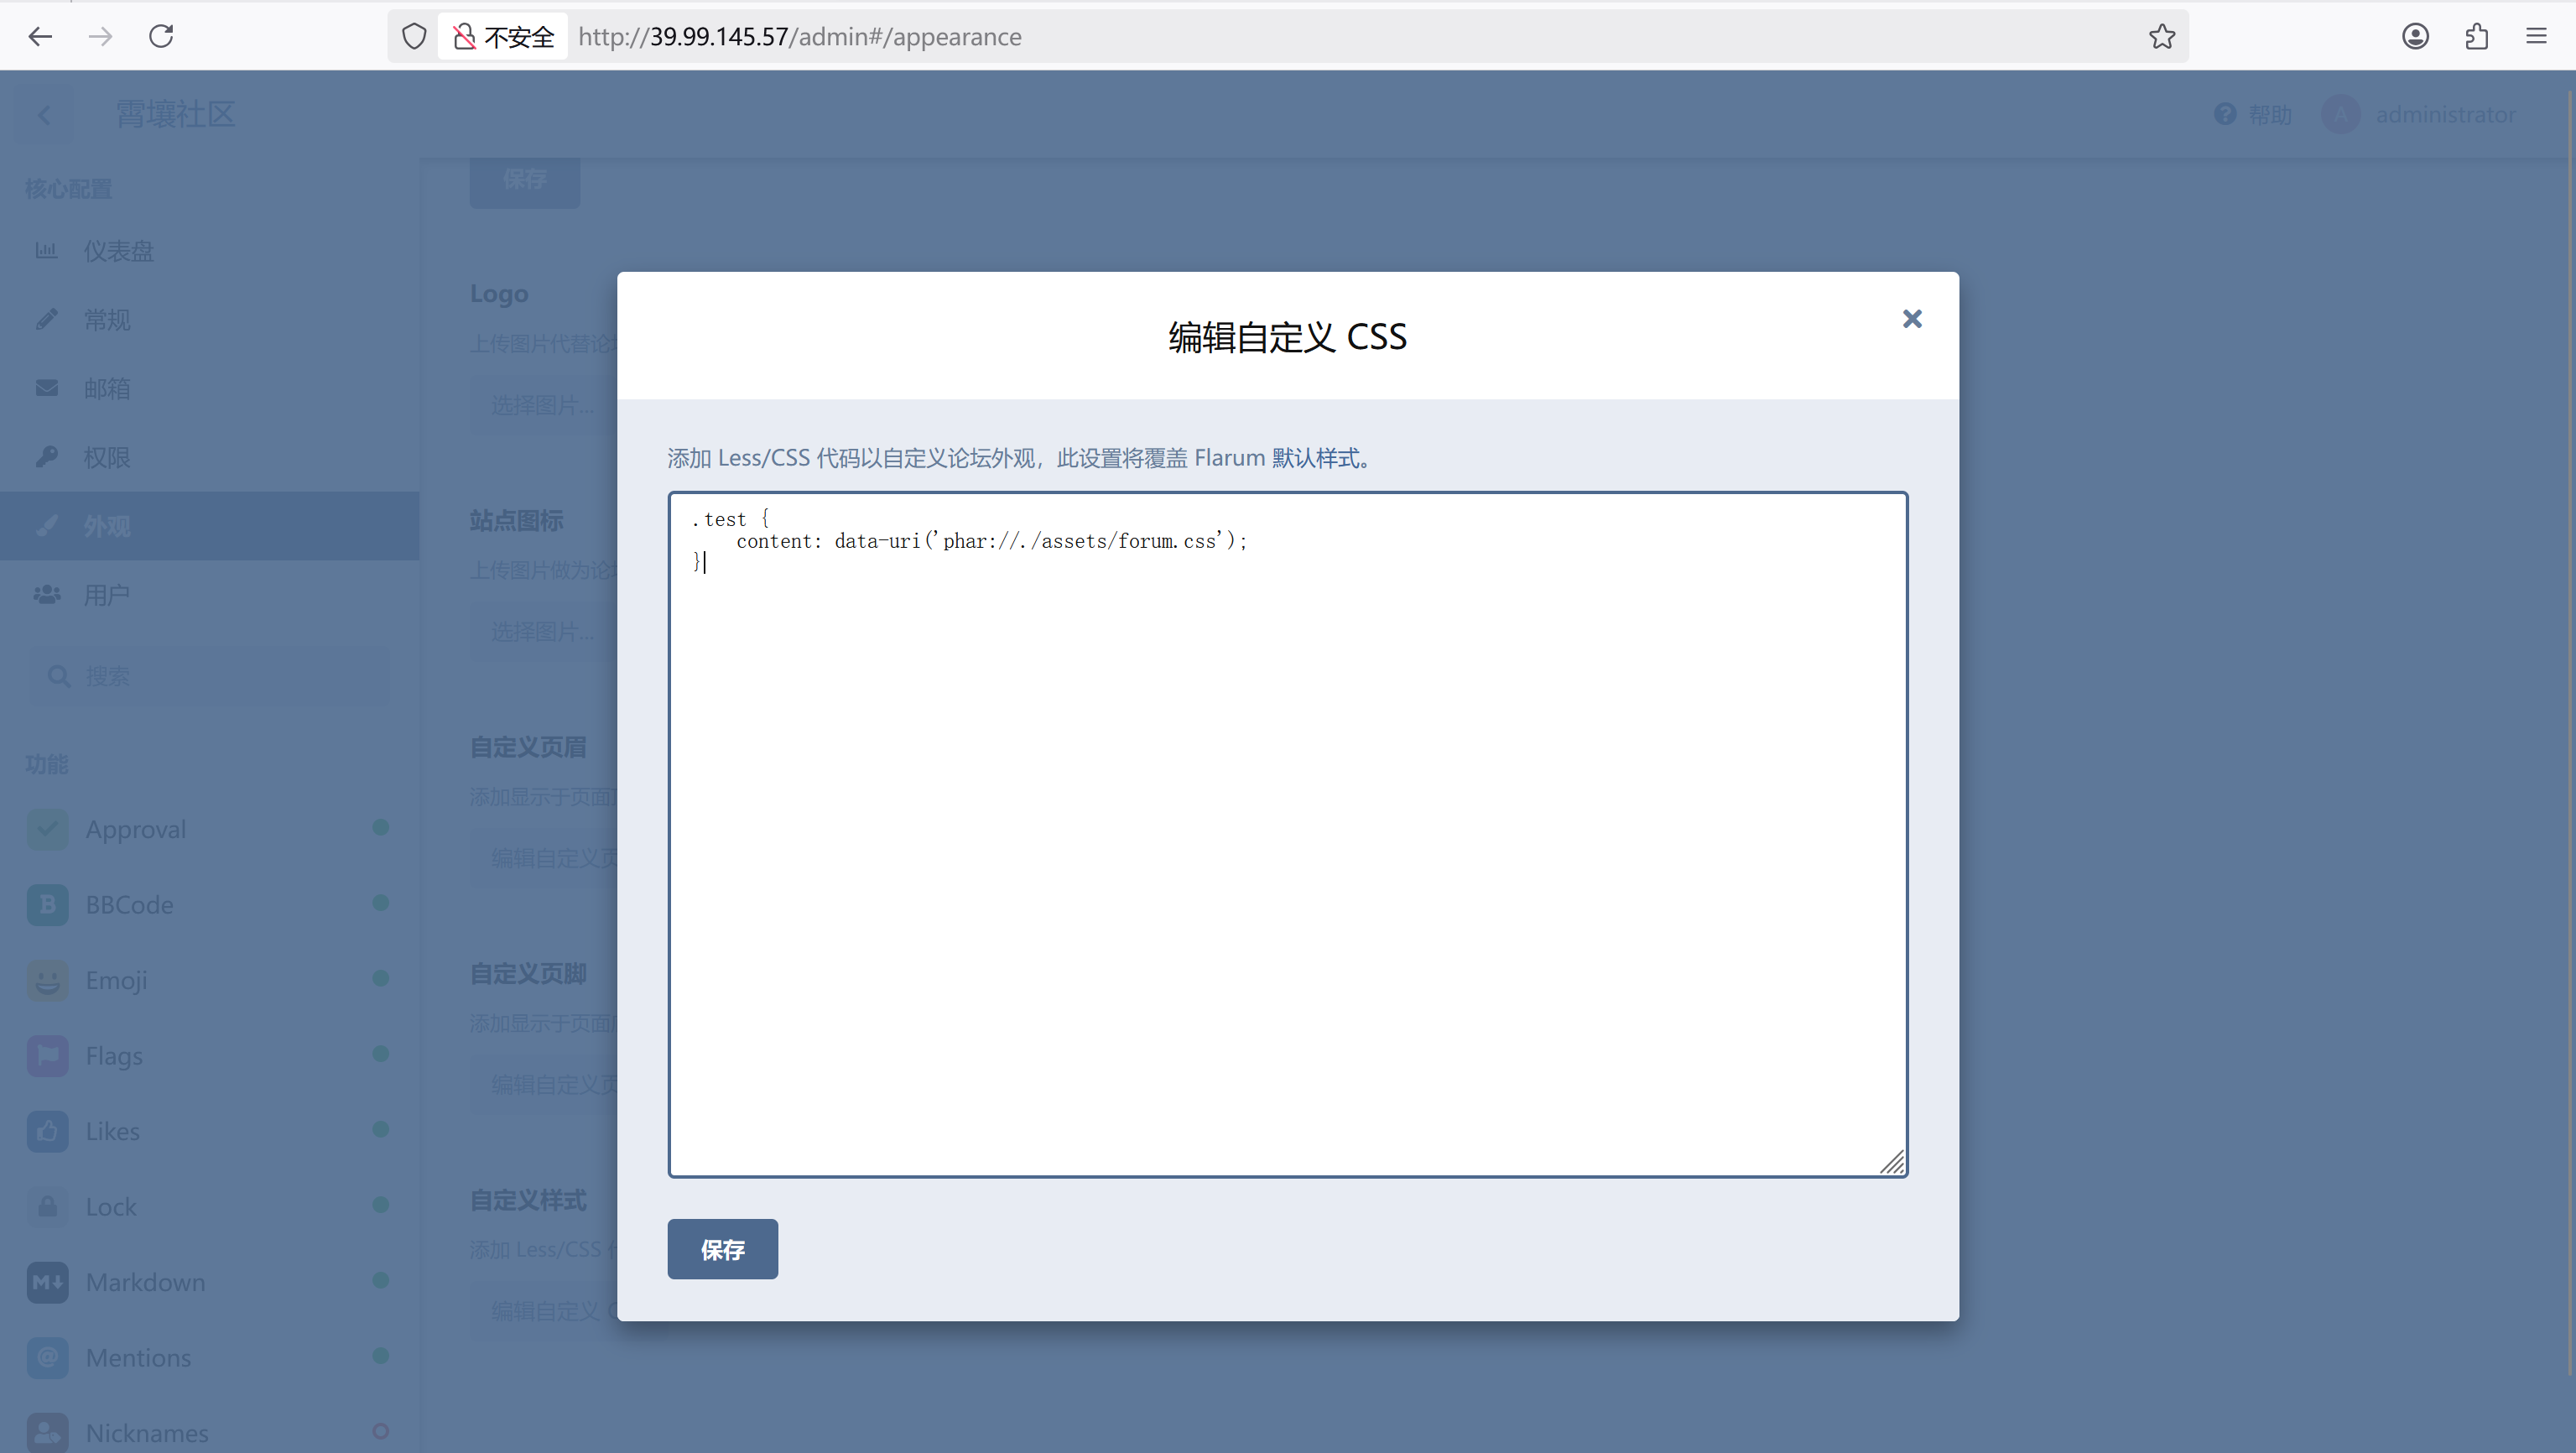 不安全 http://39.99.145.57/admin#/appearance
霄壤社区
帮助 A administrator
核心配置
仪表盘
常规
邮箱
权限
外观
用户
搜索
功能
Approval
BBCode
Emoji
Flags
Likes
Lock
Markdown
Mentions
Nicknames
保存
Logo
上传图片代替论坛
选择图片...
站点图标
上传图片做为论坛
选择图片...
自定义页眉
添加显示于页面
编辑自定义页
自定义页脚
添加显示于页面
编辑自定义页
自定义样式
添加 Less/CSS
编辑自定义
编辑自定义 CSS
添加 Less/CSS 代码以自定义论坛外观，此设置将覆盖 Flarum 默认样式。
.test {
    content: data-uri('phar://./assets/forum.css');
}
保存